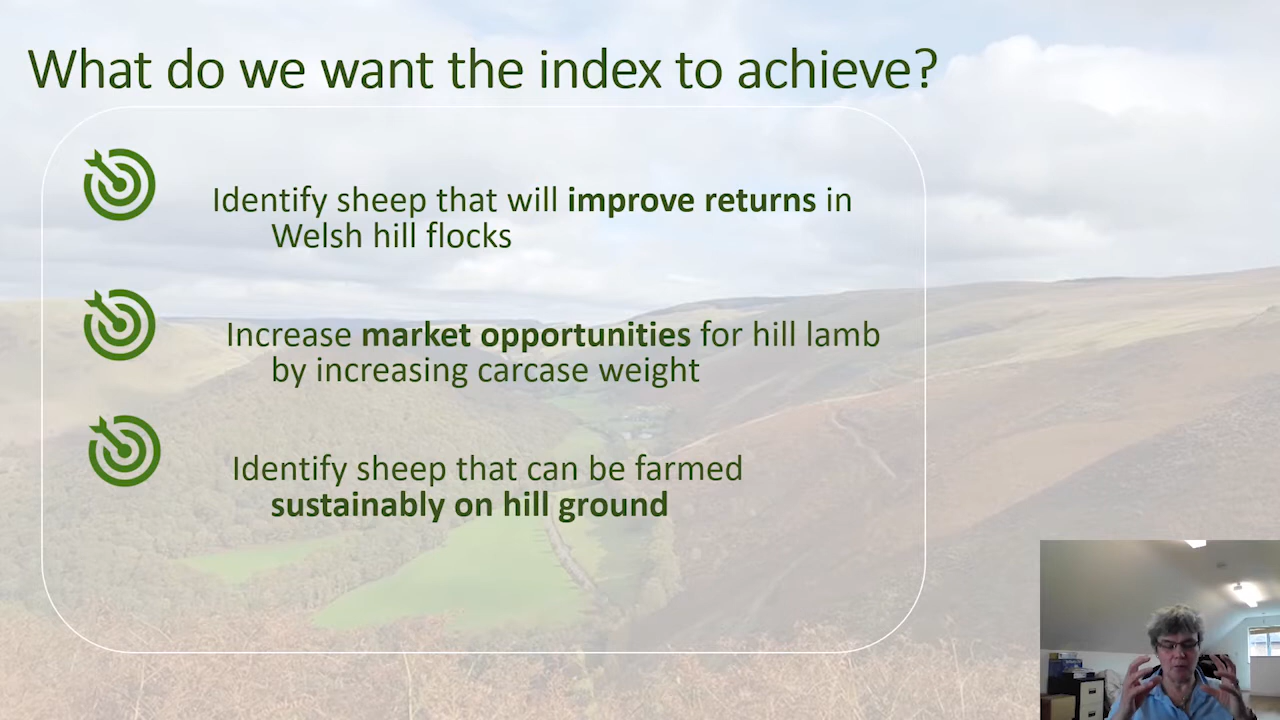 What do we want the index to achieve?
Identify sheep that will improve returns in
Welsh hill flocks
Increase market opportunities for hill lamb
by increasing carcase weight
Identify sheep that can be farmed
sustainably on hill ground